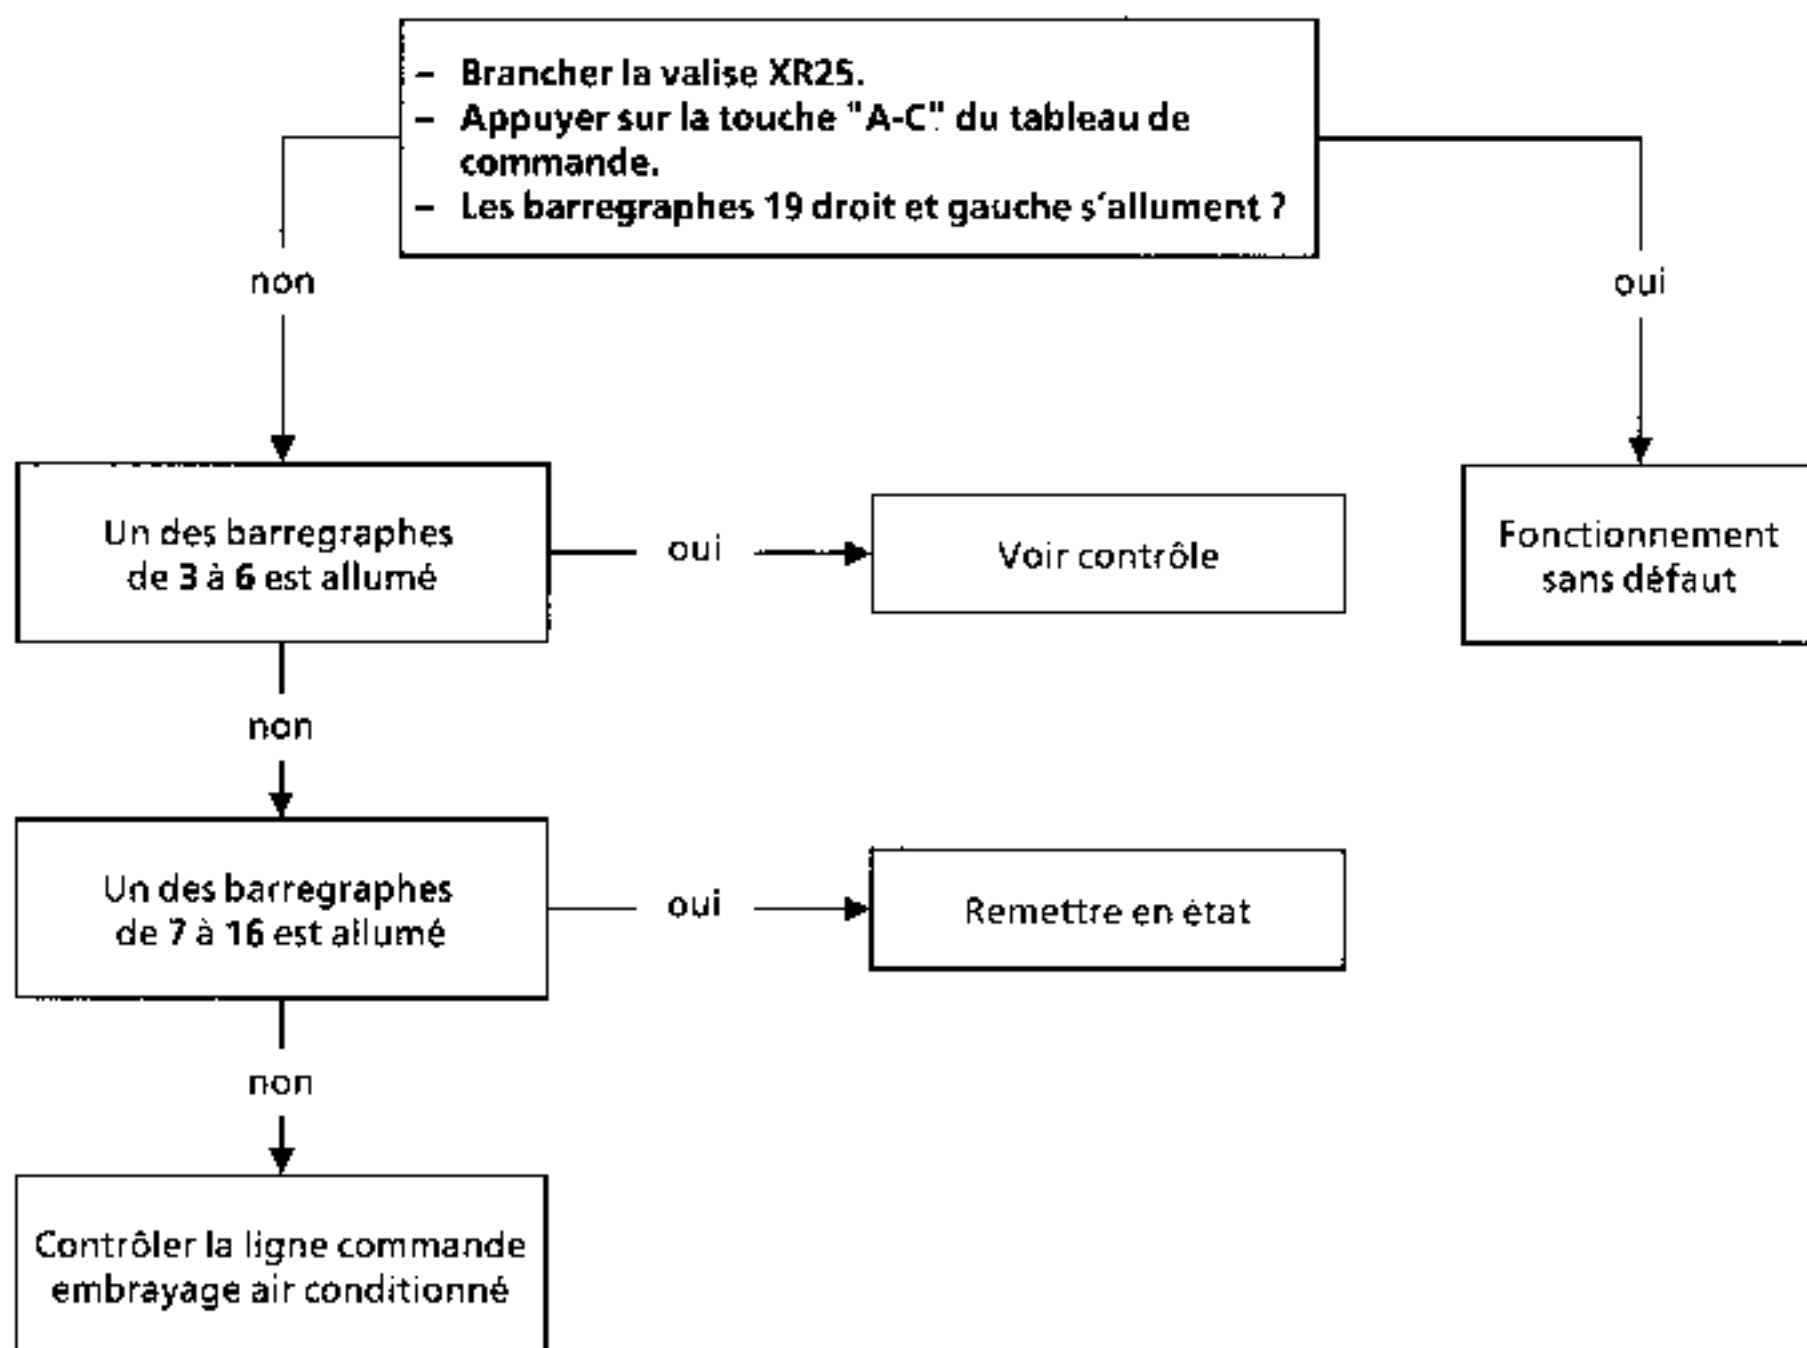 – Brancher la valise XR25.
– Appuyer sur la touche "A-C" du tableau de
commande.
– Les barregraphes 19 droit et gauche s'allument ?
non
oui
Un des barregraphes
de 3 à 6 est allumé
oui
Voir contrôle
Fonctionnement
sans défaut
non
Un des barregraphes
de 7 à 16 est allumé
oui
Remettre en état
non
Contrôler la ligne commande
embrayage air conditionné